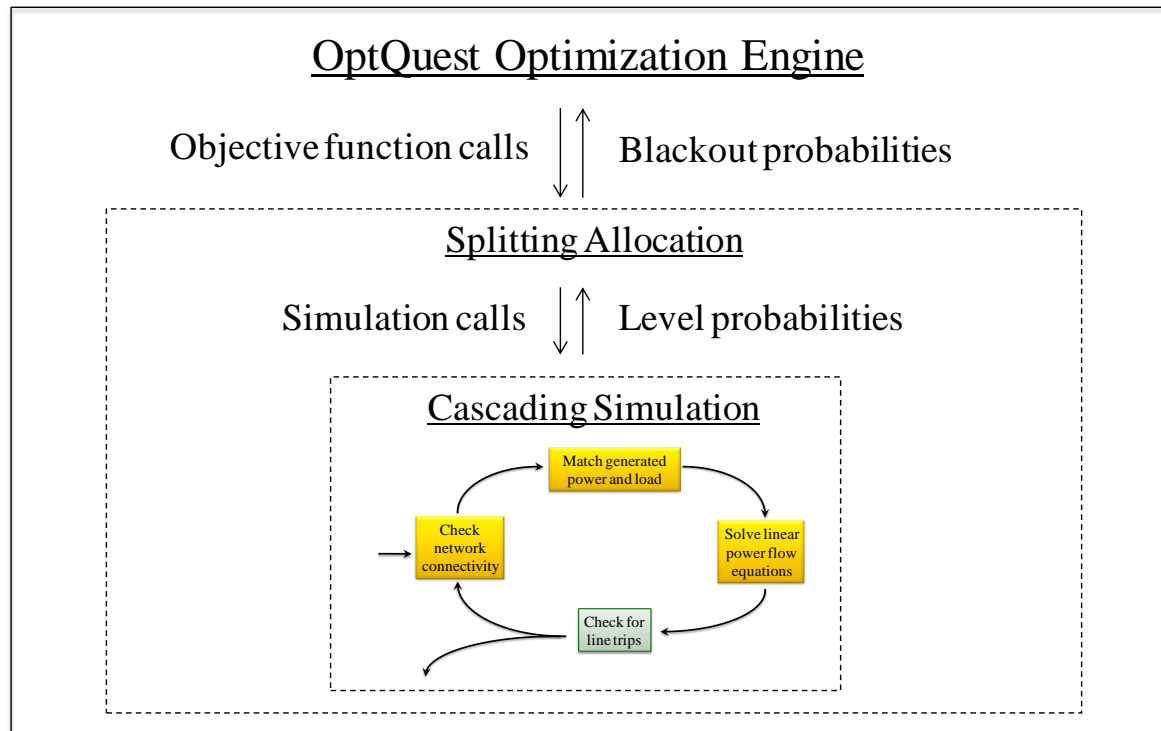 OptQuest Optimization Engine
Objective function calls
Blackout probabilities
Splitting Allocation
Simulation calls
Level probabilities
Cascading Simulation
Match generated
power and load
Check
network
connectivity
Solve linear
power flow
equations
Check for
line trips